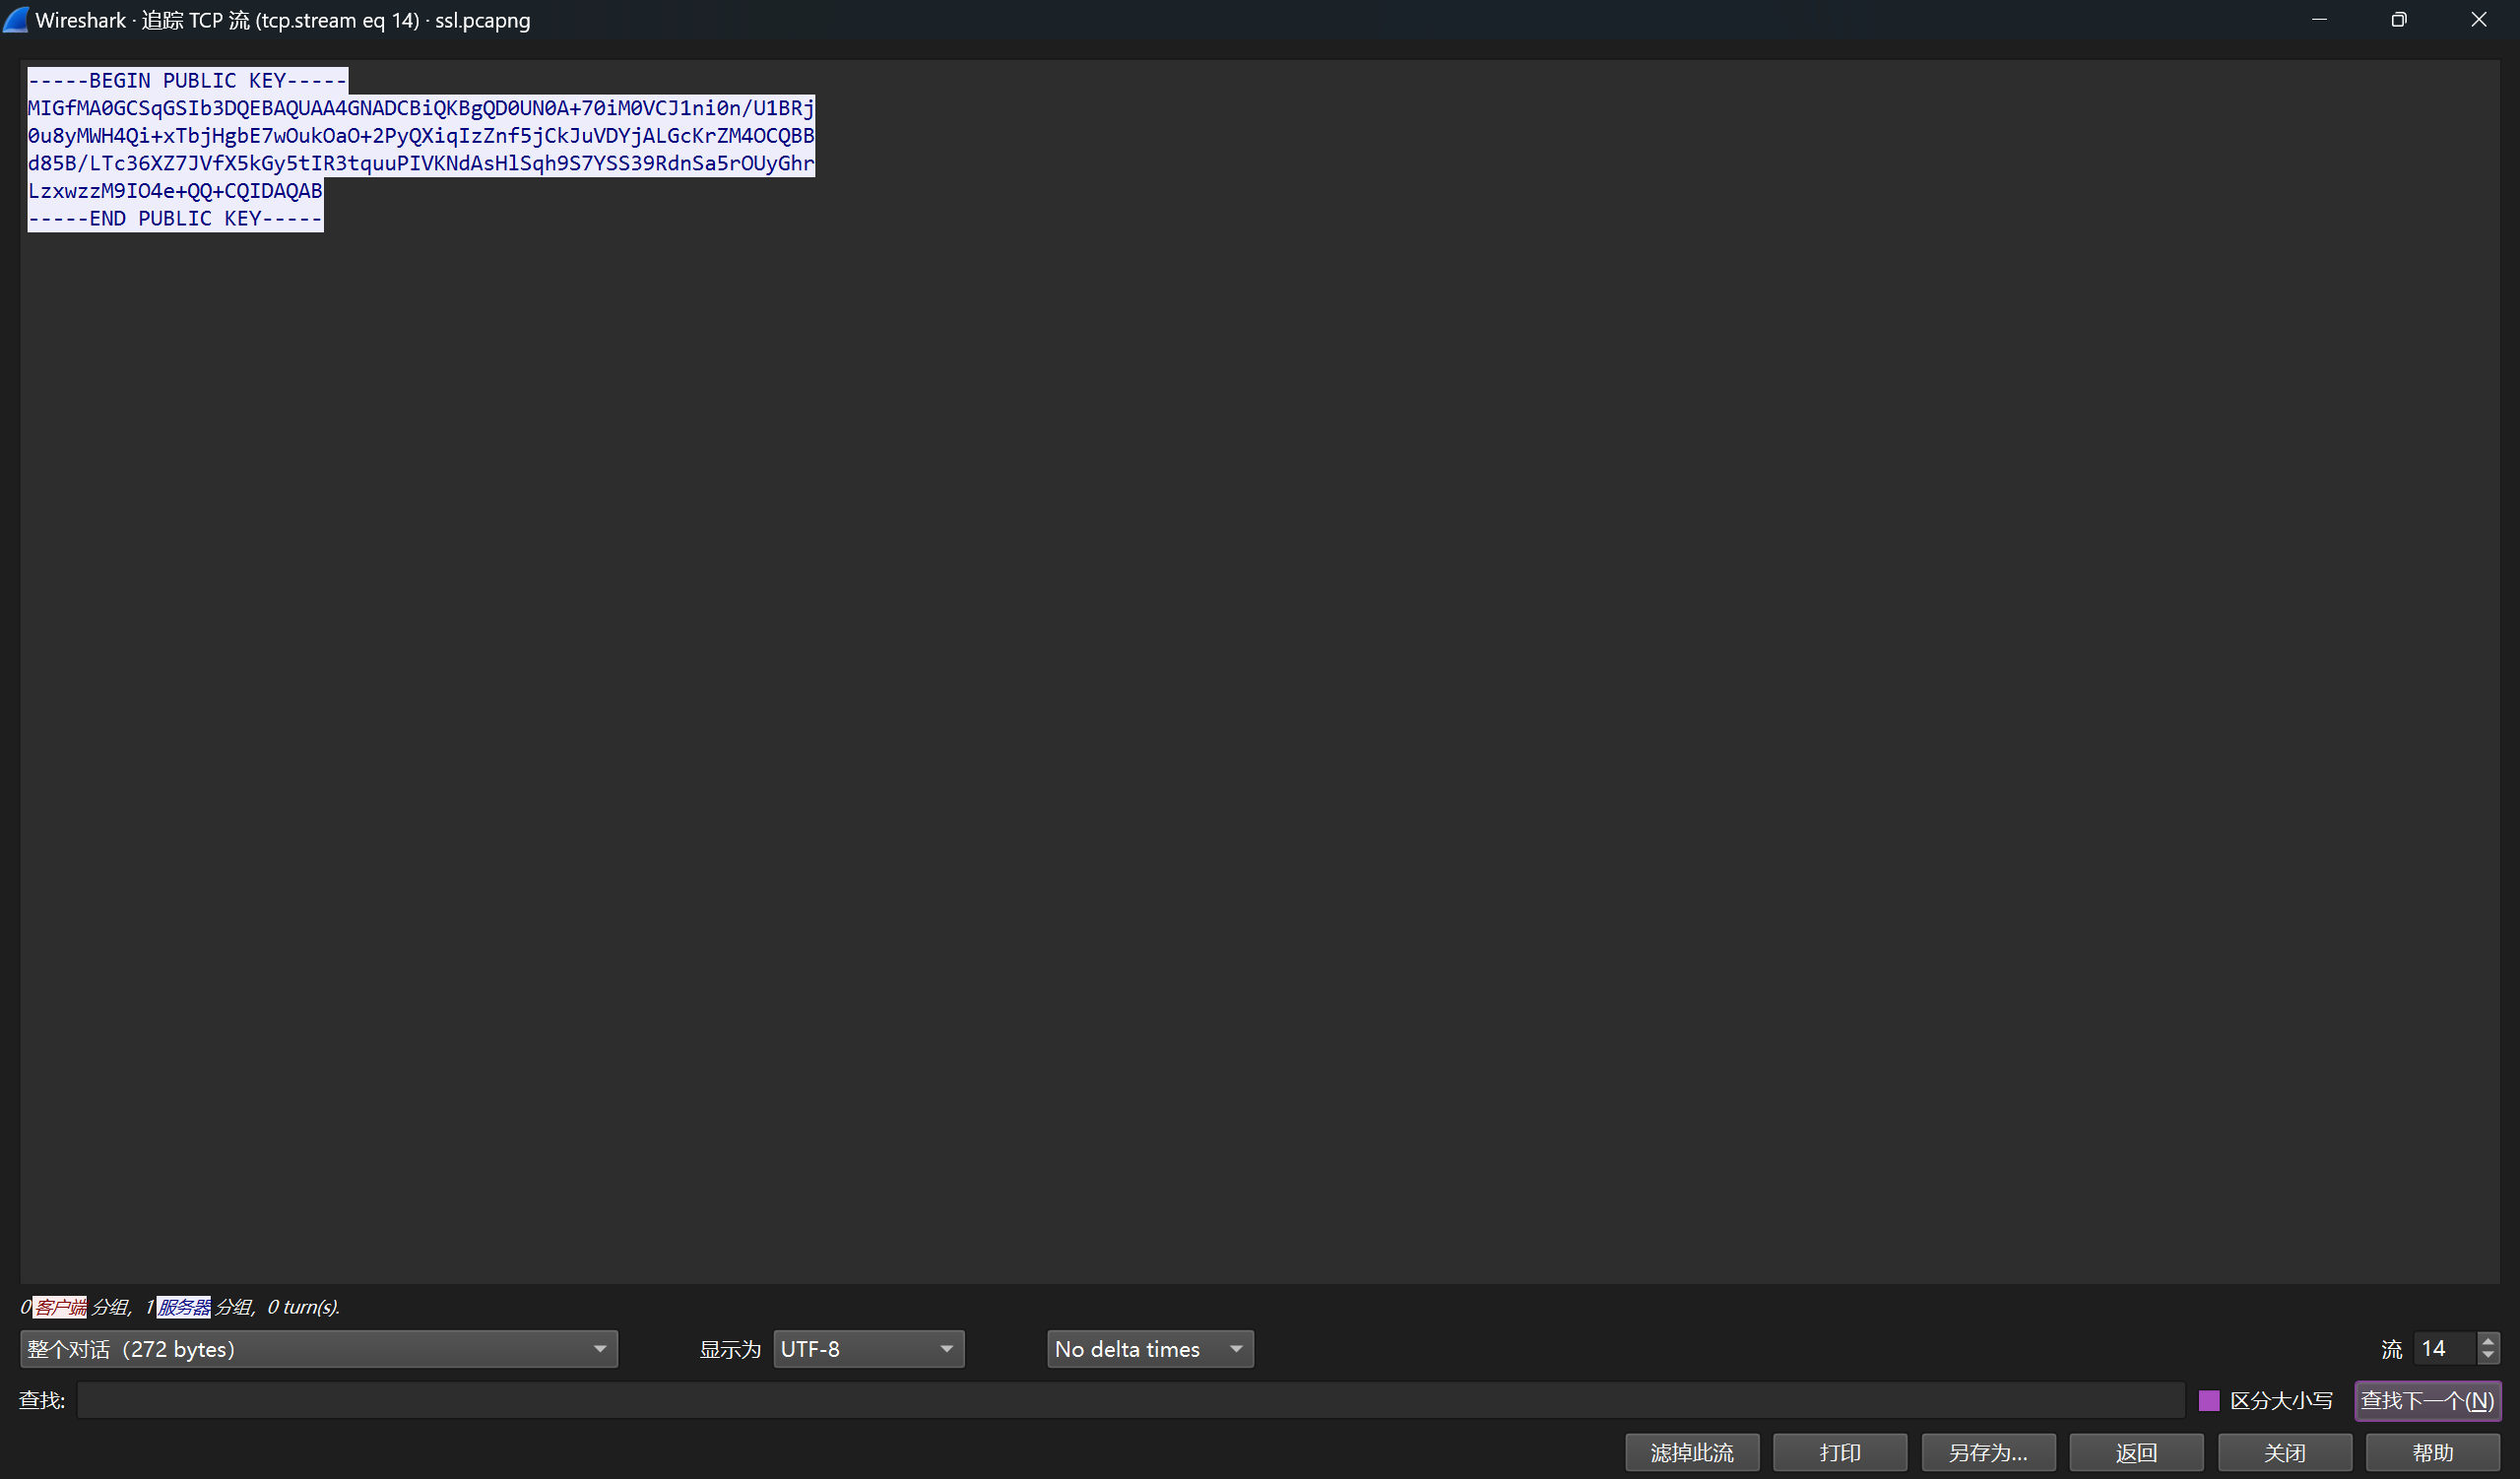 Wireshark · 追踪 TCP 流 (tcp.stream eq 14) · ssl.pcapng
-----BEGIN PUBLIC KEY-----
MIGfMA0GCSqGSIb3DQEBAQUAA4GNADCBiQKBgQD0UN0A+70iM0VCJ1ni0n/U1BRj
0u8yMWH4Qi+xTbjHgbE7wOukOaO+2PyQXiqIzZnf5jCkJuVDYjALGcKrZM4OCQBB
d85B/LTc36XZ7JVfX5kGy5tIR3tquuPIVKNdAsHlSqh9S7YSS39RdnSa5rOUyGhr
LzxwzzM9IO4e+QQ+CQIDAQAB
-----END PUBLIC KEY-----
0 客户端 分组, 1 服务器 分组, 0 turn(s).
整个对话 (272 bytes) 显示为 UTF-8 No delta times 流 14
查找: 区分大小写 查找下一个(N)
滤掉此流 打印 另存为... 返回 关闭 帮助